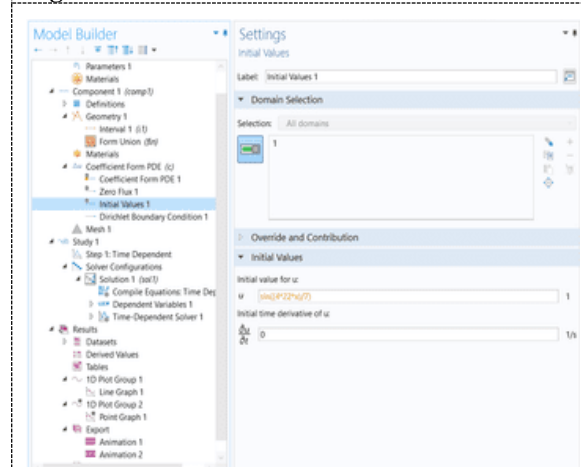 Model Builder
Parameters 1
Materials
Component 1 (comp1)
Definitions
Geometry 1
Interval 1 (i1)
Form Union (fin)
Materials
Coefficient Form PDE (c)
Coefficient Form PDE 1
Zero Flux 1
Initial Values 1
Dirichlet Boundary Condition 1
Mesh 1
Study 1
Step 1: Time Dependent
Solver Configurations
Solution 1 (sol1)
Compile Equations: Time Dep
Dependent Variables 1
Time-Dependent Solver 1
Results
Datasets
Derived Values
Tables
1D Plot Group 1
Line Graph 1
1D Plot Group 2
Point Graph 1
Export
Animation 1
Animation 2
Settings
Initial Values
Label: Initial Values 1
Domain Selection
Selection: All domains
1
Override and Contribution
Initial Values
Initial value for u:
u sin((4*22*x)/7) 1
Initial time derivative of u:
∂u/∂t 0 1/s